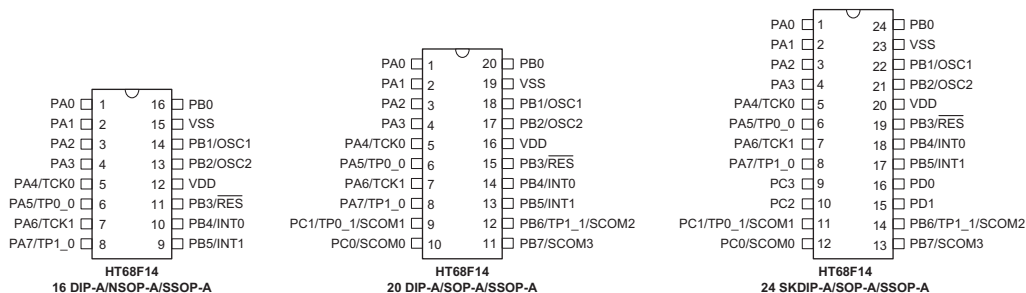 PA0 1 16 PB0
PA1 2 15 VSS
PA2 3 14 PB1/OSC1
PA3 4 13 PB2/OSC2
PA4/TCK0 5 12 VDD
PA5/TP0_0 6 11 PB3/RES
PA6/TCK1 7 10 PB4/INT0
PA7/TP1_0 8 9 PB5/INT1
HT68F14
16 DIP-A/NSOP-A/SSOP-A
PA0 1 20 PB0
PA1 2 19 VSS
PA2 3 18 PB1/OSC1
PA3 4 17 PB2/OSC2
PA4/TCK0 5 16 VDD
PA5/TP0_0 6 15 PB3/RES
PA6/TCK1 7 14 PB4/INT0
PA7/TP1_0 8 13 PB5/INT1
PC1/TP0_1/SCOM1 9 12 PB6/TP1_1/SCOM2
PC0/SCOM0 10 11 PB7/SCOM3
HT68F14
20 DIP-A/SOP-A/SSOP-A
PA0 1 24 PB0
PA1 2 23 VSS
PA2 3 22 PB1/OSC1
PA3 4 21 PB2/OSC2
PA4/TCK0 5 20 VDD
PA5/TP0_0 6 19 PB3/RES
PA6/TCK1 7 18 PB4/INT0
PA7/TP1_0 8 17 PB5/INT1
PC3 9 16 PD0
PC2 10 15 PD1
PC1/TP0_1/SCOM1 11 14 PB6/TP1_1/SCOM2
PC0/SCOM0 12 13 PB7/SCOM3
HT68F14
24 SKDIP-A/SOP-A/SSOP-A